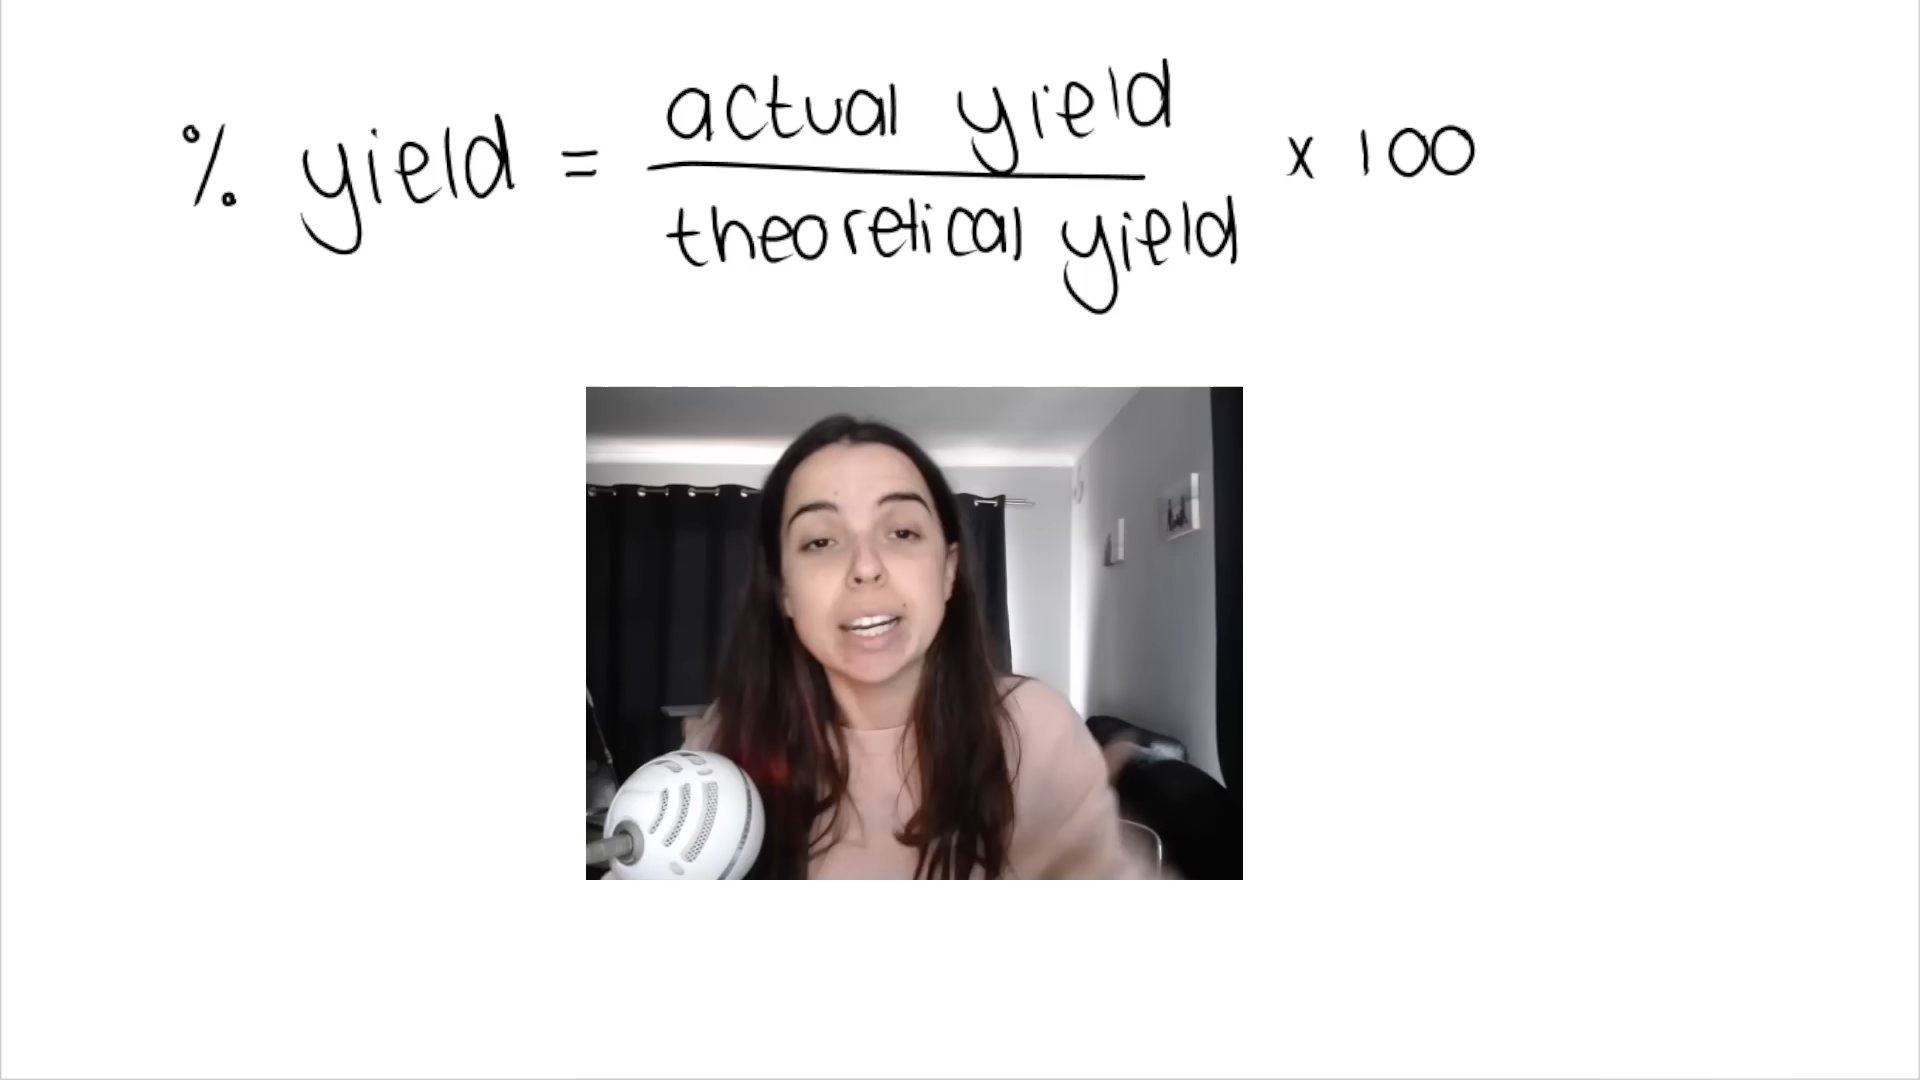 % yield = actual yield / theoretical yield x 100